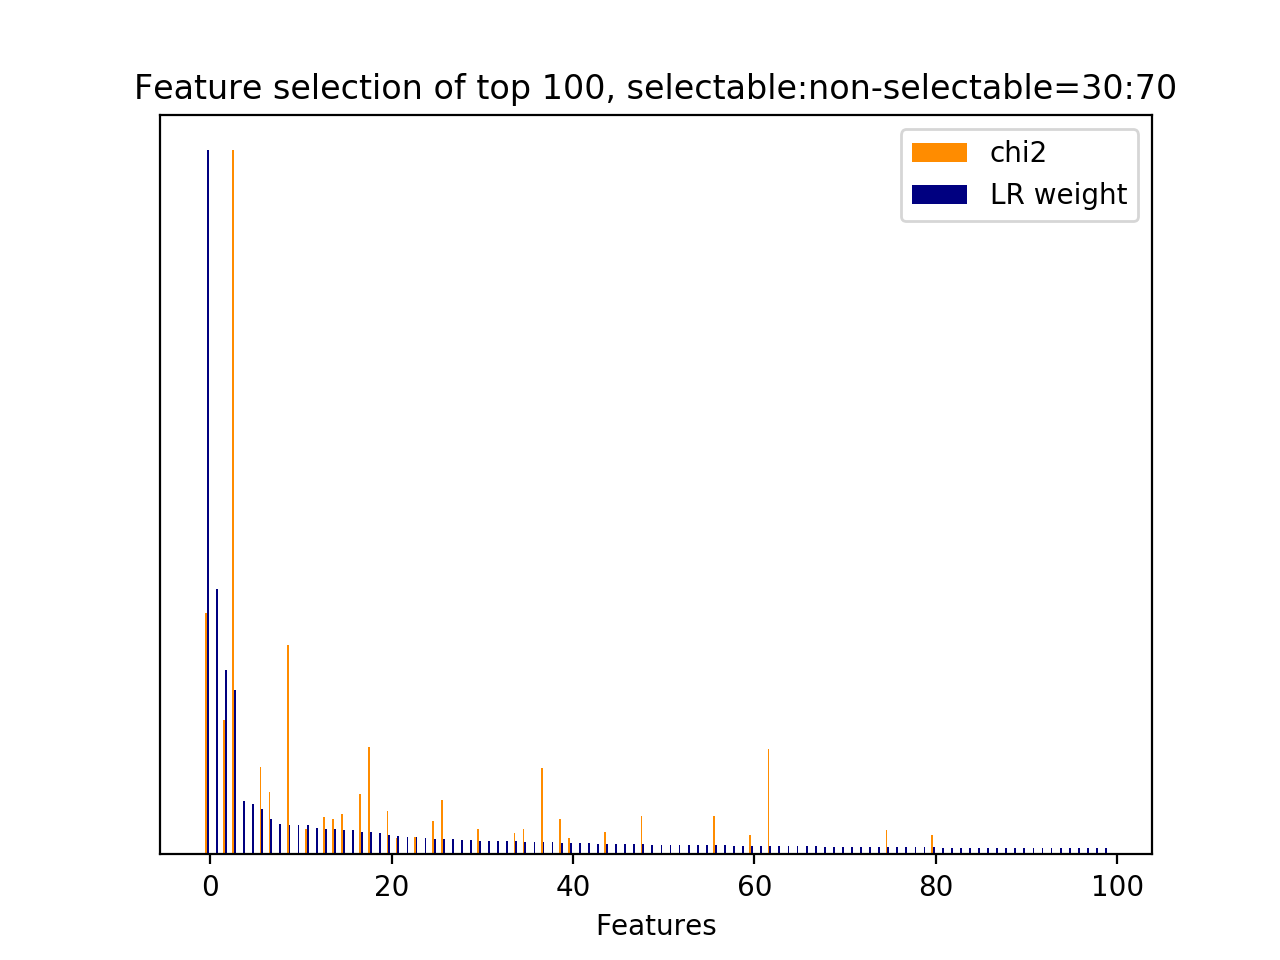 Feature selection of top 100, selectable:non-selectable=30:70
chi2
LR weight
0 20 40 60 80 100
Features